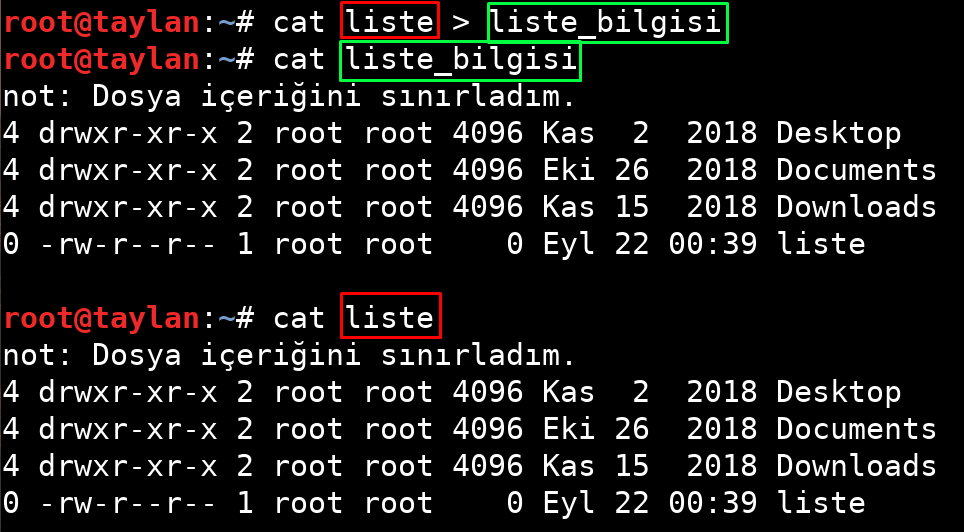 root@taylan:~# cat liste > liste_bilgisi
root@taylan:~# cat liste_bilgisi
not: Dosya içeriğini sınırladım.
4 drwxr-xr-x 2 root root 4096 Kas  2  2018 Desktop
4 drwxr-xr-x 2 root root 4096 Eki 26  2018 Documents
4 drwxr-xr-x 2 root root 4096 Kas 15  2018 Downloads
0 -rw-r--r-- 1 root root    0 Eyl 22 00:39 liste
root@taylan:~# cat liste
not: Dosya içeriğini sınırladım.
4 drwxr-xr-x 2 root root 4096 Kas  2  2018 Desktop
4 drwxr-xr-x 2 root root 4096 Eki 26  2018 Documents
4 drwxr-xr-x 2 root root 4096 Kas 15  2018 Downloads
0 -rw-r--r-- 1 root root    0 Eyl 22 00:39 liste